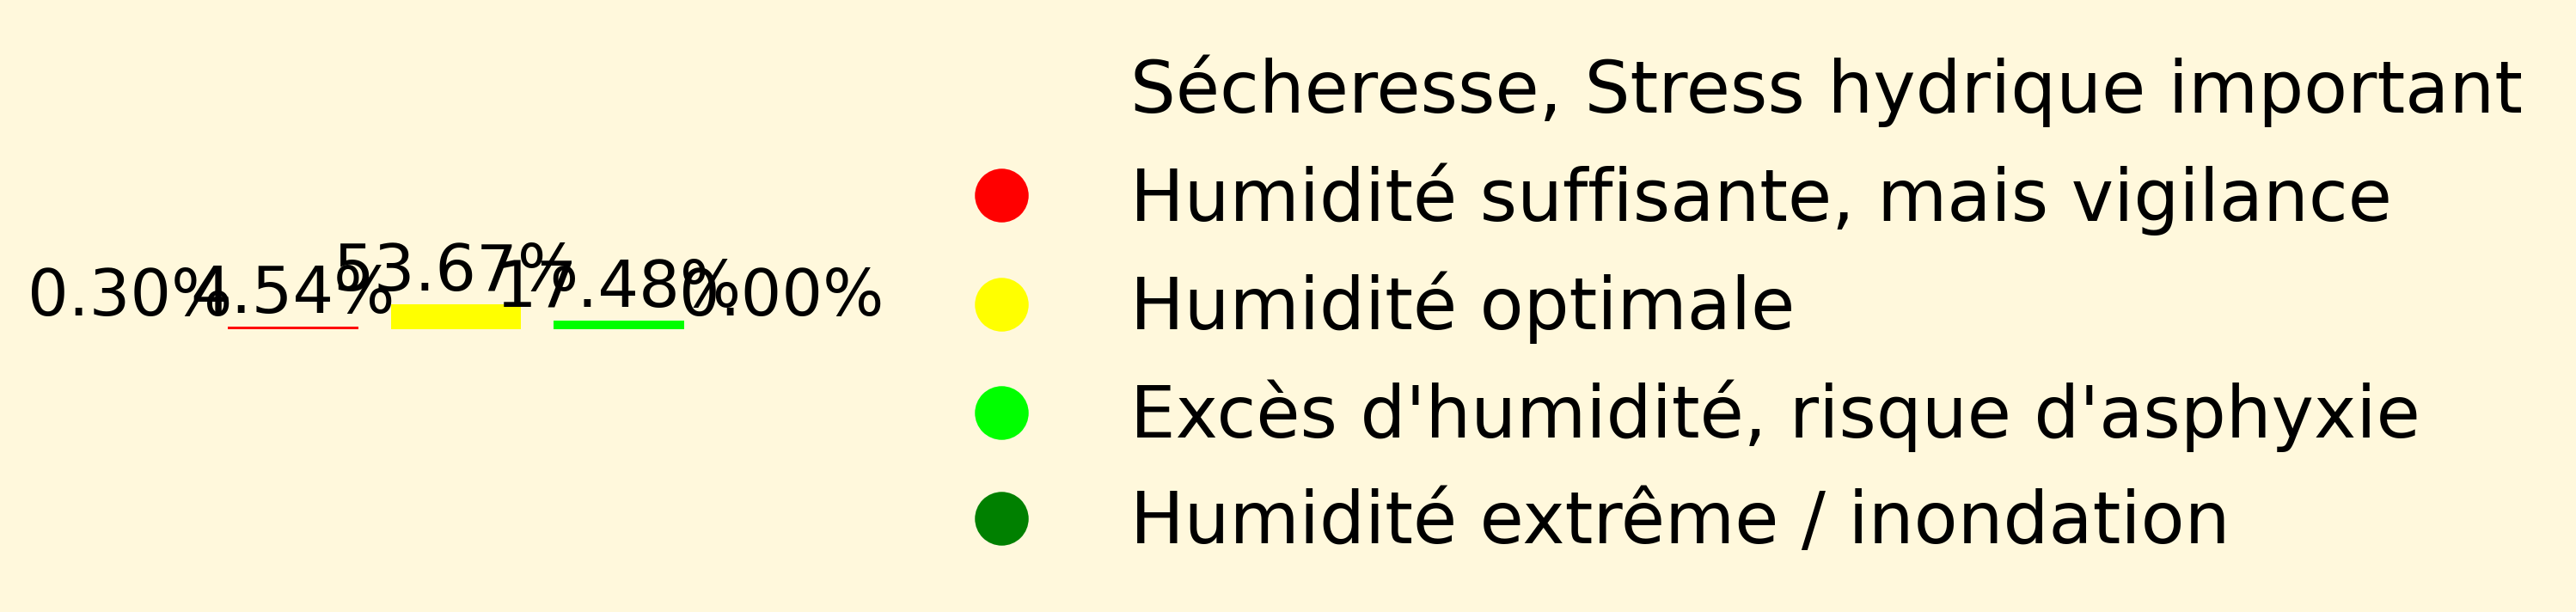 0.30%
4.54%
53.67%
17.48%
0.00%
Sécheresse, Stress hydrique important
Humidité suffisante, mais vigilance
Humidité optimale
Excès d'humidité, risque d'asphyxie
Humidité extrême / inondation